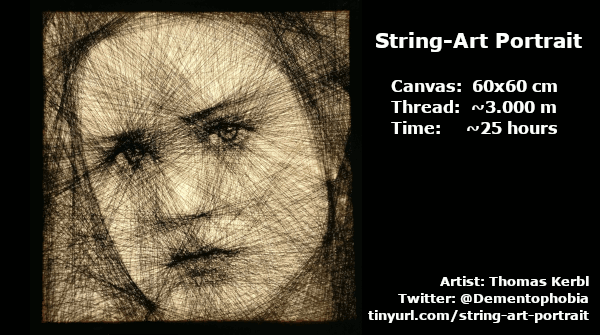 String-Art Portrait
Canvas: 60x60 cm
Thread: ~3.000 m
Time: ~25 hours
Artist: Thomas Kerbl
Twitter: @Dementophobia
tinyurl.com/string-art-portrait